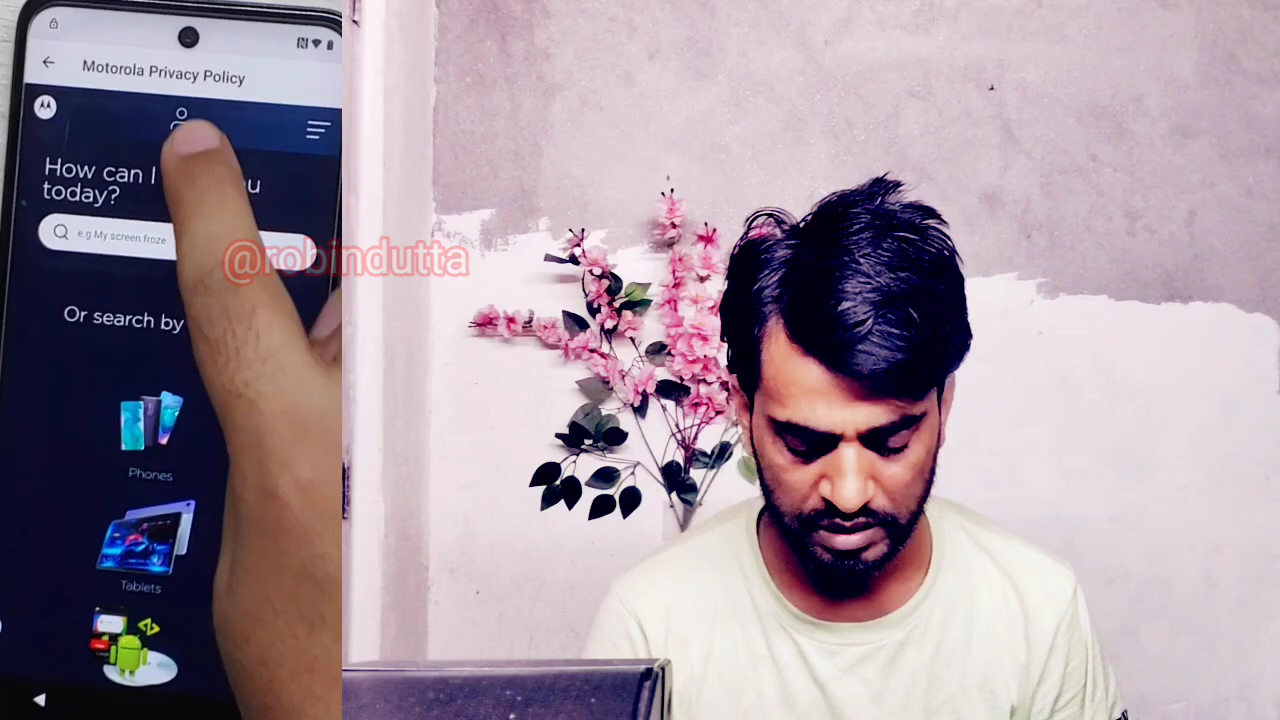 Motorola Privacy Policy
How can I
today?
e.g My screen froze
@robindutta
Or search by
Phones
Tablets